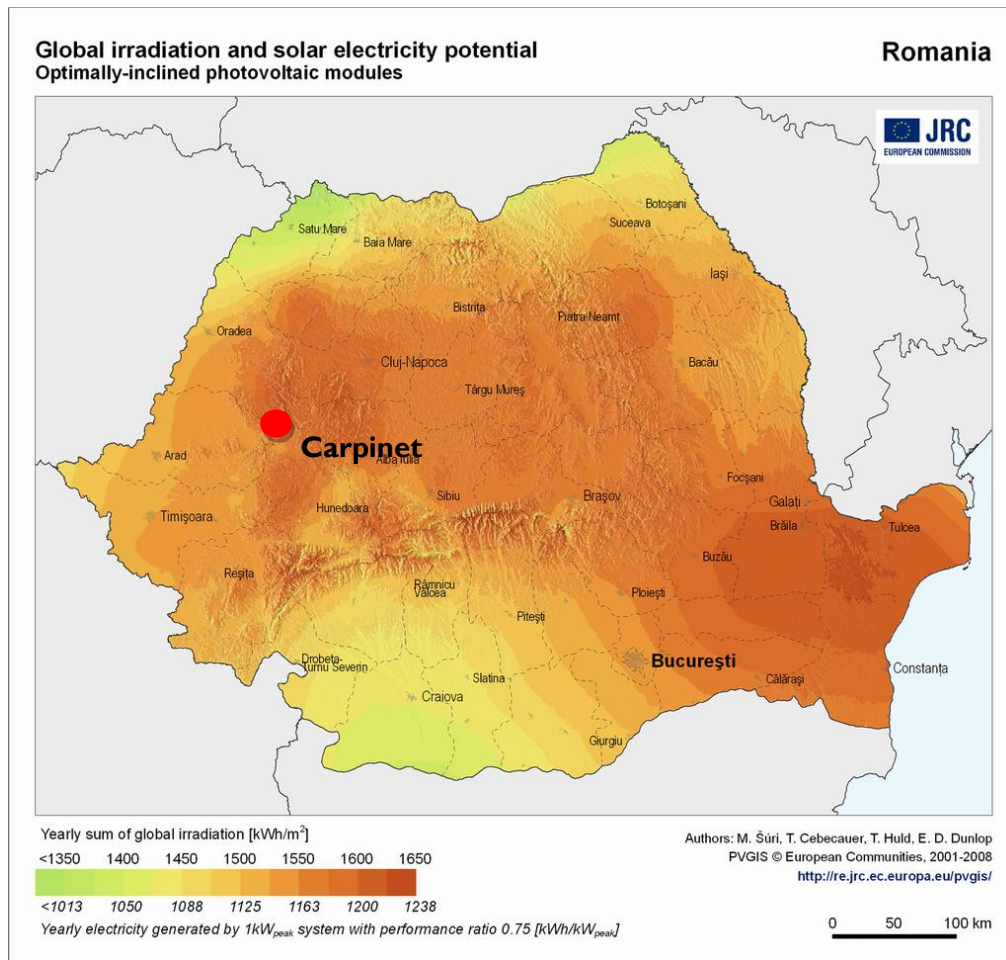 Global irradiation and solar electricity potential
Optimally-inclined photovoltaic modules
Romania
JRC
EUROPEAN COMMISSION
Botoşani
Suceava
Satu Mare
Baia Mare
Iaşi
Bistriţa
Piatra Neamţ
Oradea
Cluj-Napoca
Bacău
Târgu Mureş
Carpinet
Alba Iulia
Arad
Focşani
Sibiu
Braşov
Galaţi
Hunedoara
Timişoara
Brăila
Tulcea
Buzău
Reşiţa
Râmnicu
Vâlcea
Ploieşti
Piteşti
Bucureşti
Drobeta-
Turnu Severin
Constanţa
Slatina
Călăraşi
Craiova
Giurgiu
Yearly sum of global irradiation [kWh/m²]
<1350 1400 1450 1500 1550 1600 1650
<1013 1050 1088 1125 1163 1200 1238
Yearly electricity generated by 1kWpeak system with performance ratio 0.75 [kWh/kWpeak]
Authors: M. Šúri, T. Cebecauer, T. Huld, E. D. Dunlop
PVGIS © European Communities, 2001-2008
http://re.jrc.ec.europa.eu/pvgis/
0 50 100 km